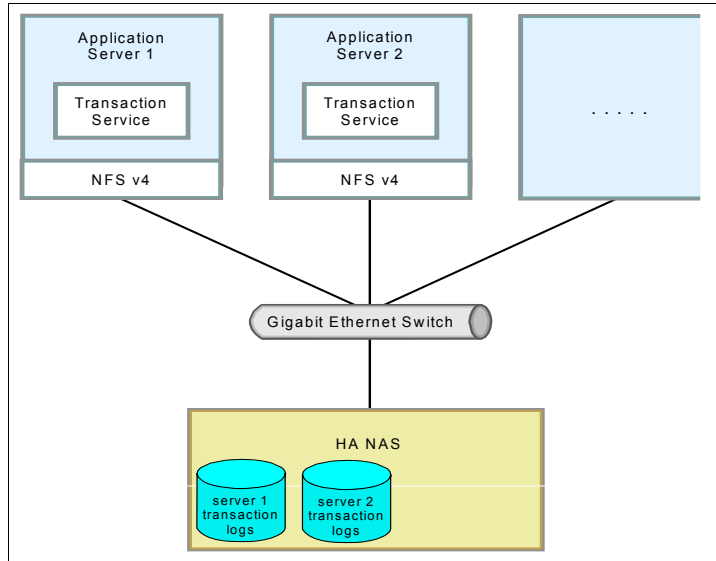 Application
Server 1
Transaction
Service
NFS v4
Application
Server 2
Transaction
Service
NFS v4
. . . . .
Gigabit Ethernet Switch
HA NAS
server 1
transaction
logs
server 2
transaction
logs